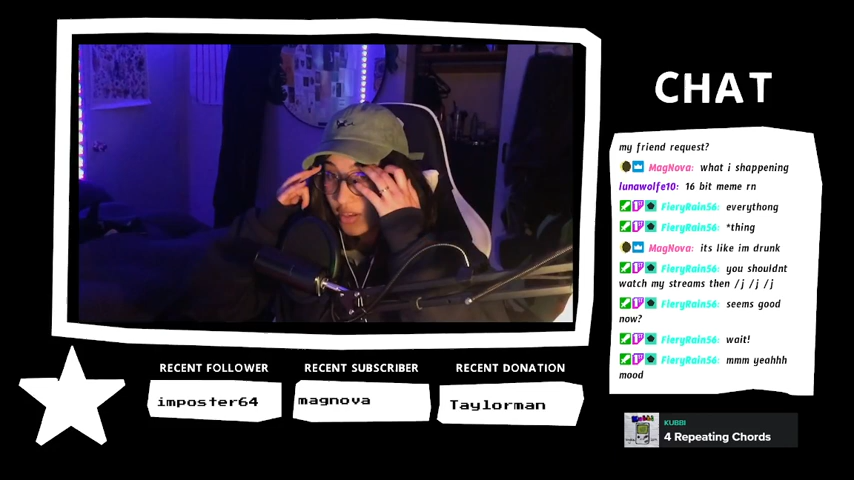 CHAT
my friend request?
MagNova: what i shappening
lunawolfe10: 16 bit meme rn
FieryRain56: everythong
FieryRain56: *thing
MagNova: its like im drunk
FieryRain56: you shouldnt
watch my streams then /j /j /j
FieryRain56: seems good
now?
FieryRain56: wait!
FieryRain56: mmm yeahhh
mood
RECENT FOLLOWER
imposter64
RECENT SUBSCRIBER
magnova
RECENT DONATION
Taylorman
KUBBI
4 Repeating Chords